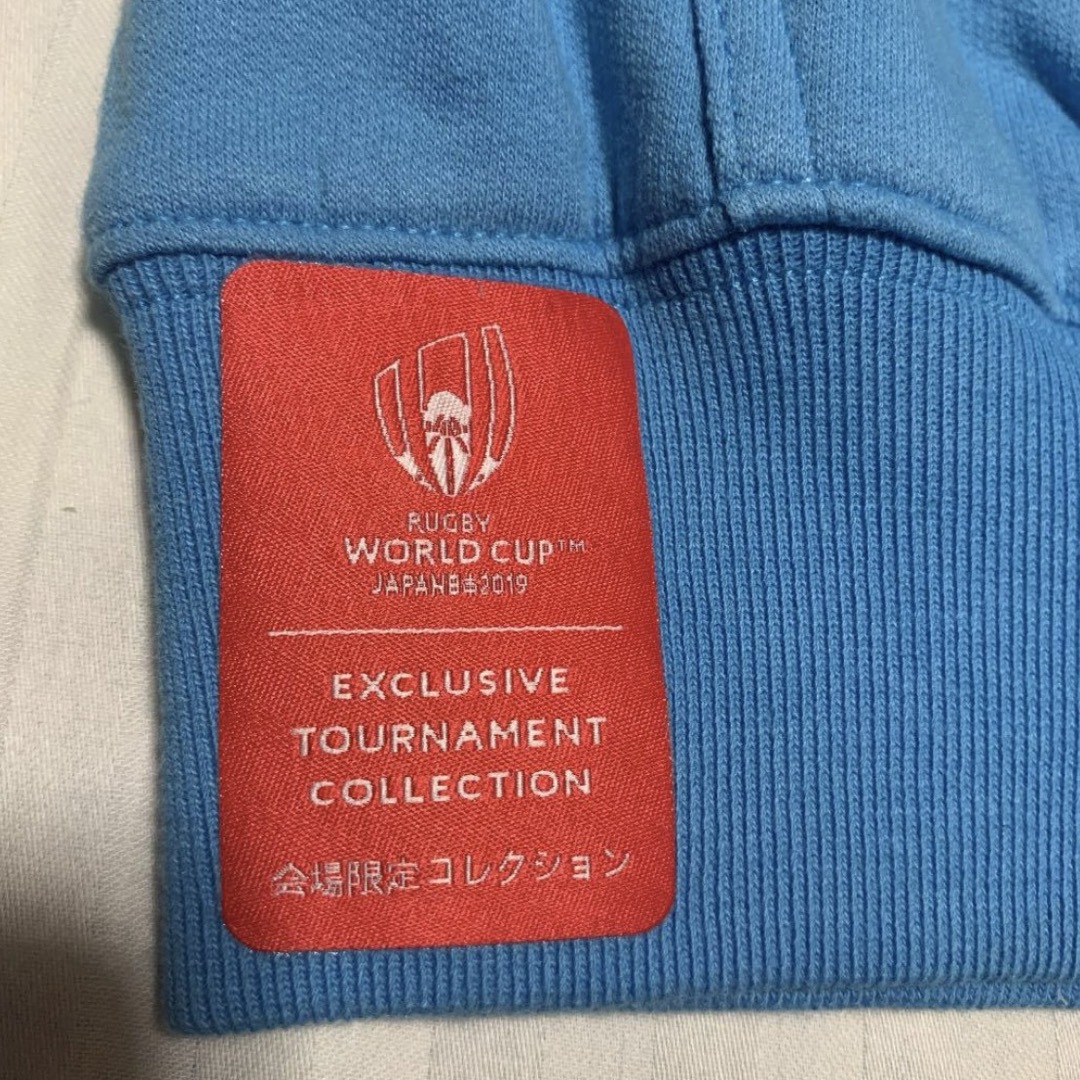 RUGBY
WORLD CUP™
JAPAN日本2019
EXCLUSIVE
TOURNAMENT
COLLECTION
会場限定コレクション